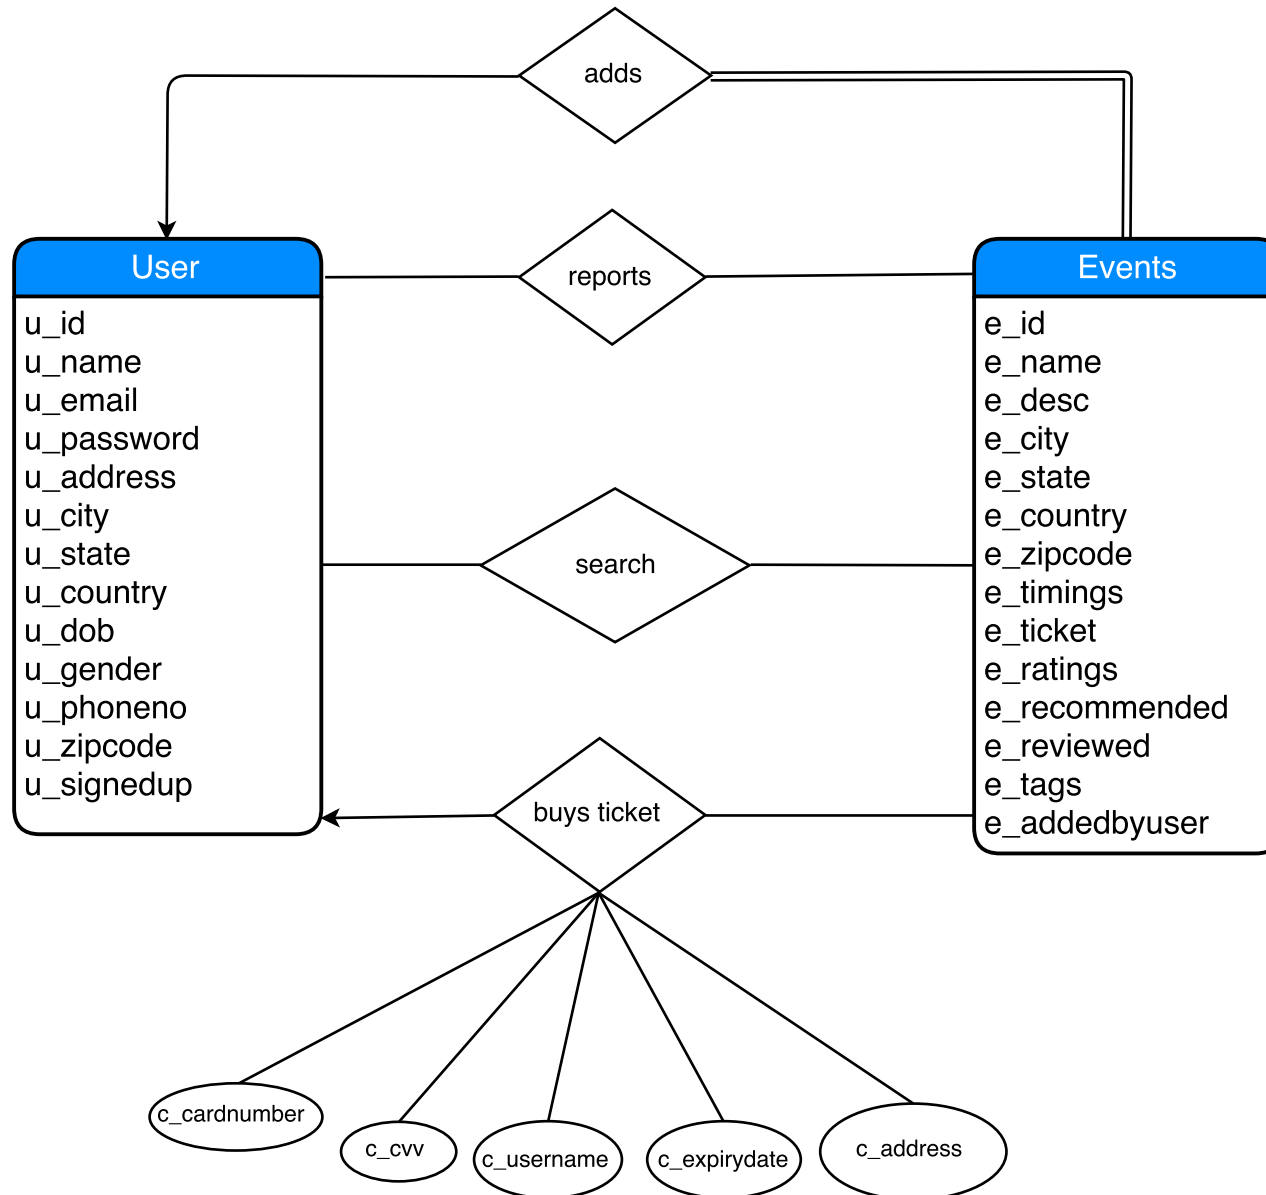 adds
reports
User
Events
u_id
u_name
u_email
u_password
u_address
u_city
u_state
u_country
u_dob
u_gender
u_phoneno
u_zipcode
u_signedup
e_id
e_name
e_desc
e_city
e_state
e_country
e_zipcode
e_timings
e_ticket
e_ratings
e_recommended
e_reviewed
e_tags
e_addedbyuser
search
buys ticket
c_cardnumber
c_cvv
c_username
c_expirydate
c_address